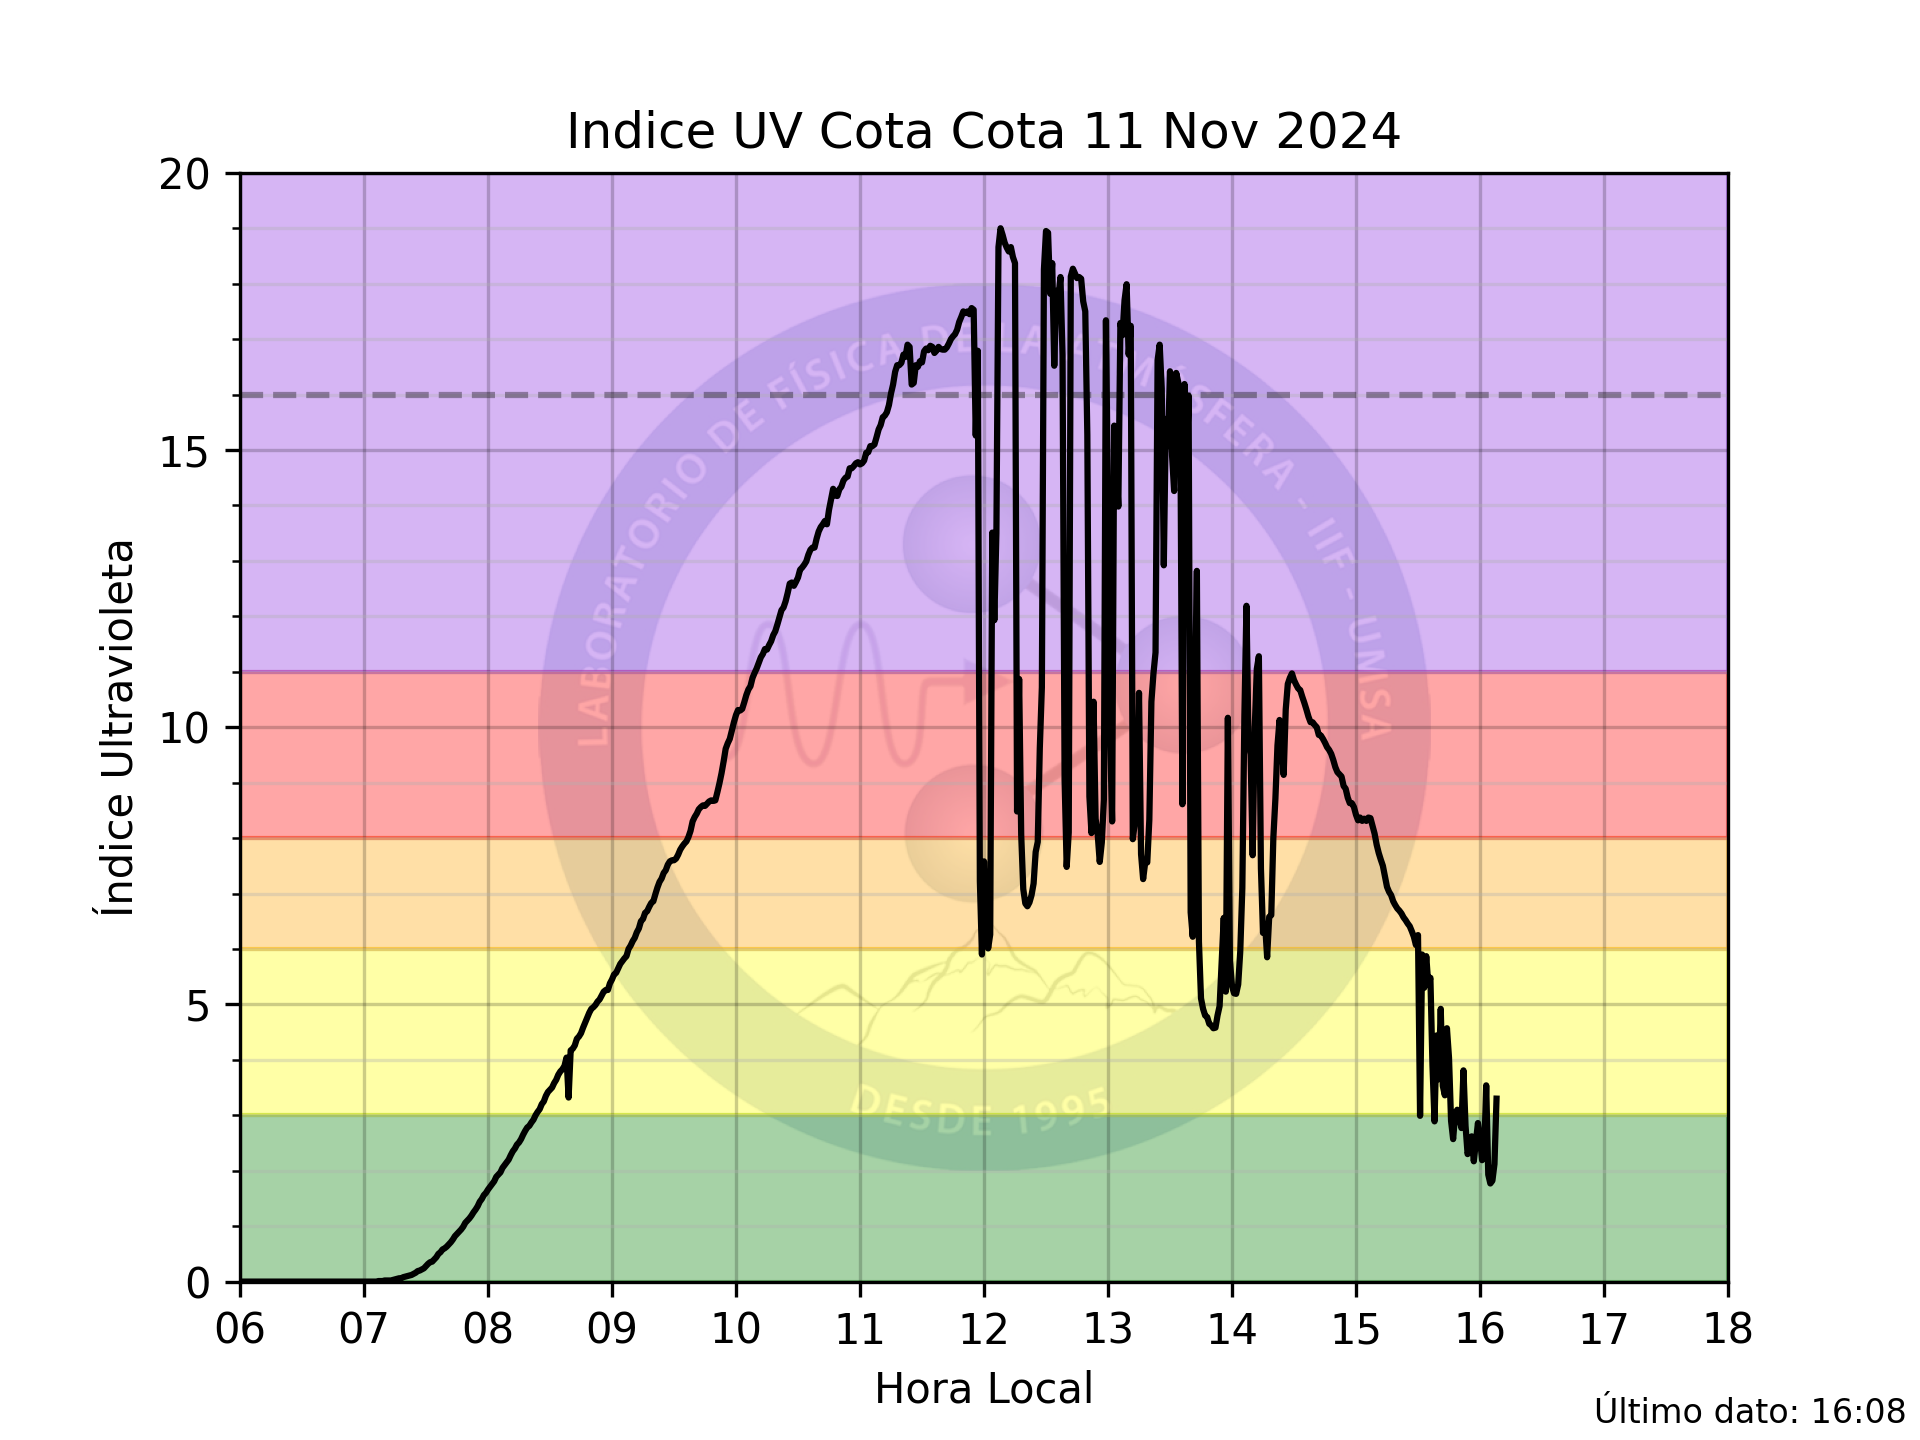 Indice UV Cota Cota 11 Nov 2024
20
15
10
5
0
Índice Ultravioleta
LABORATORIO DE FÍSICA DE LA ATMÓSFERA - IIF - UMSA
DESDE 1995
06 07 08 09 10 11 12 13 14 15 16 17 18
Hora Local
Último dato: 16:08